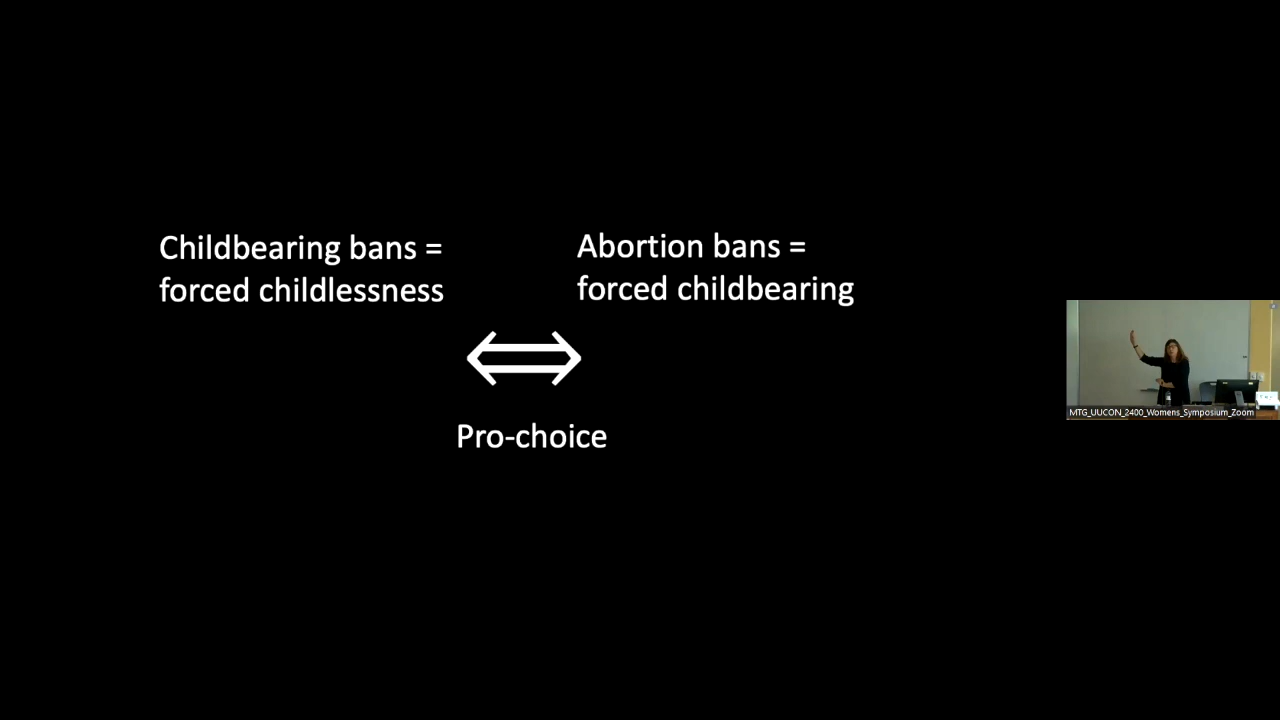 Childbearing bans =
forced childlessness
Abortion bans =
forced childbearing
Pro-choice
MTG_UUCON_2400_Womens_Symposium_Zoom